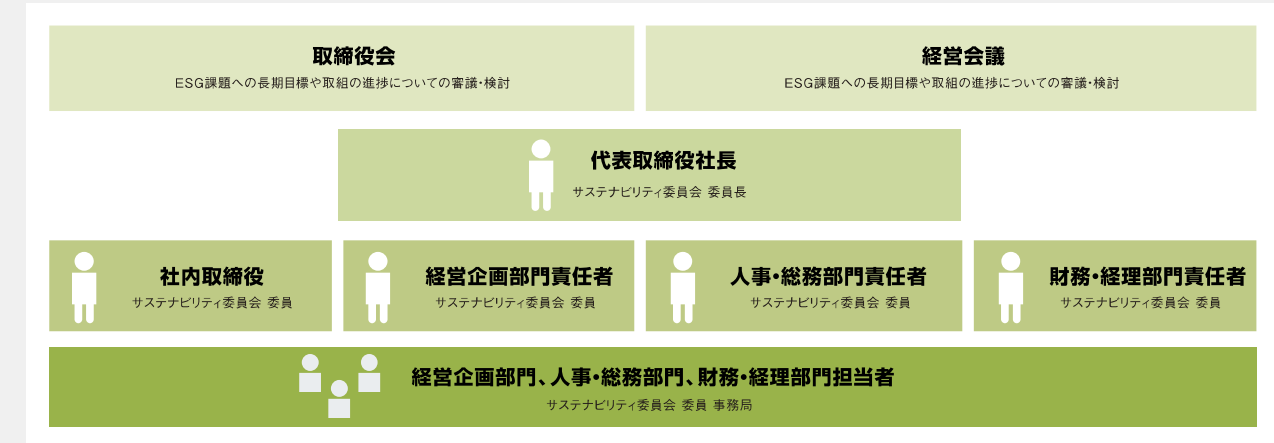 取締役会
ESG課題への長期目標や取組の進捗についての審議・検討
経営会議
ESG課題への長期目標や取組の進捗についての審議・検討
代表取締役社長
サステナビリティ委員会 委員長
社内取締役
サステナビリティ委員会 委員
経営企画部門責任者
サステナビリティ委員会 委員
人事・総務部門責任者
サステナビリティ委員会 委員
財務・経理部門責任者
サステナビリティ委員会 委員
経営企画部門、人事・総務部門、財務・経理部門担当者
サステナビリティ委員会 委員 事務局